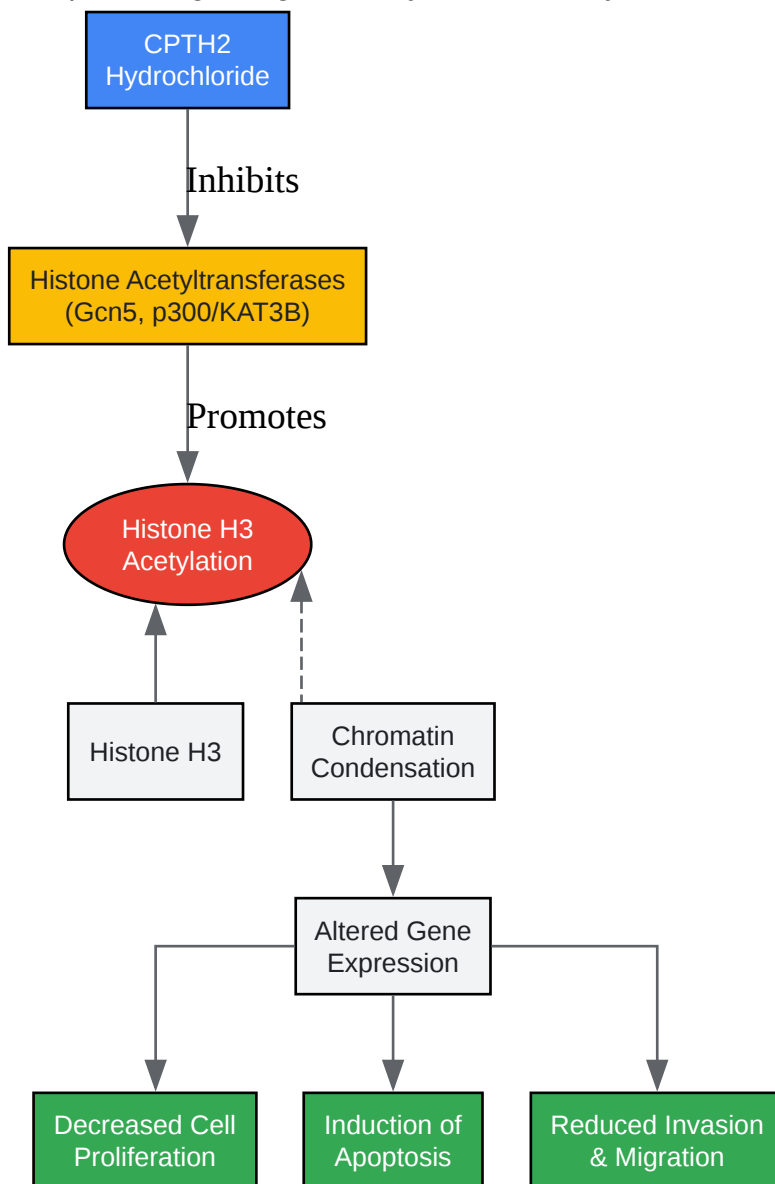 CPTH2
Hydrochloride
Inhibits
Histone Acetyltransferases
(Gcn5, p300/KAT3B)
Promotes
Histone H3
Acetylation
Histone H3
Chromatin
Condensation
Altered Gene
Expression
Decreased Cell
Proliferation
Induction of
Apoptosis
Reduced Invasion
& Migration